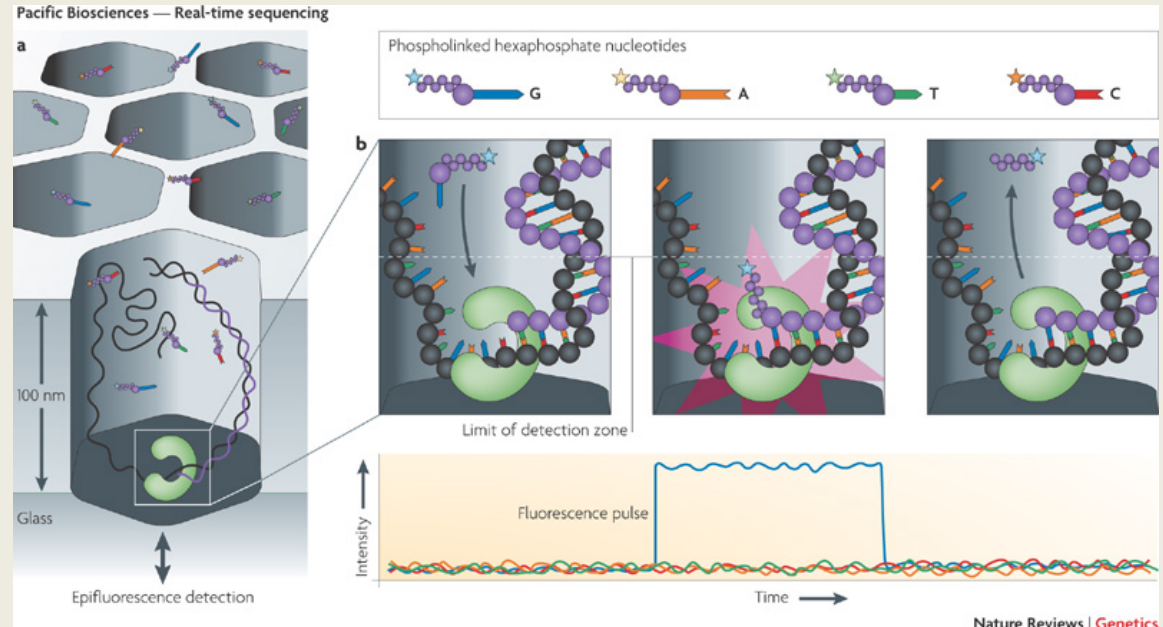 Pacific Biosciences — Real-time sequencing
a
Phospholinked hexaphosphate nucleotides
G
A
T
C
b
100 nm
Limit of detection zone
Glass
Fluorescence pulse
Intensity
Epifluorescence detection
Time
Nature Reviews | Genetics